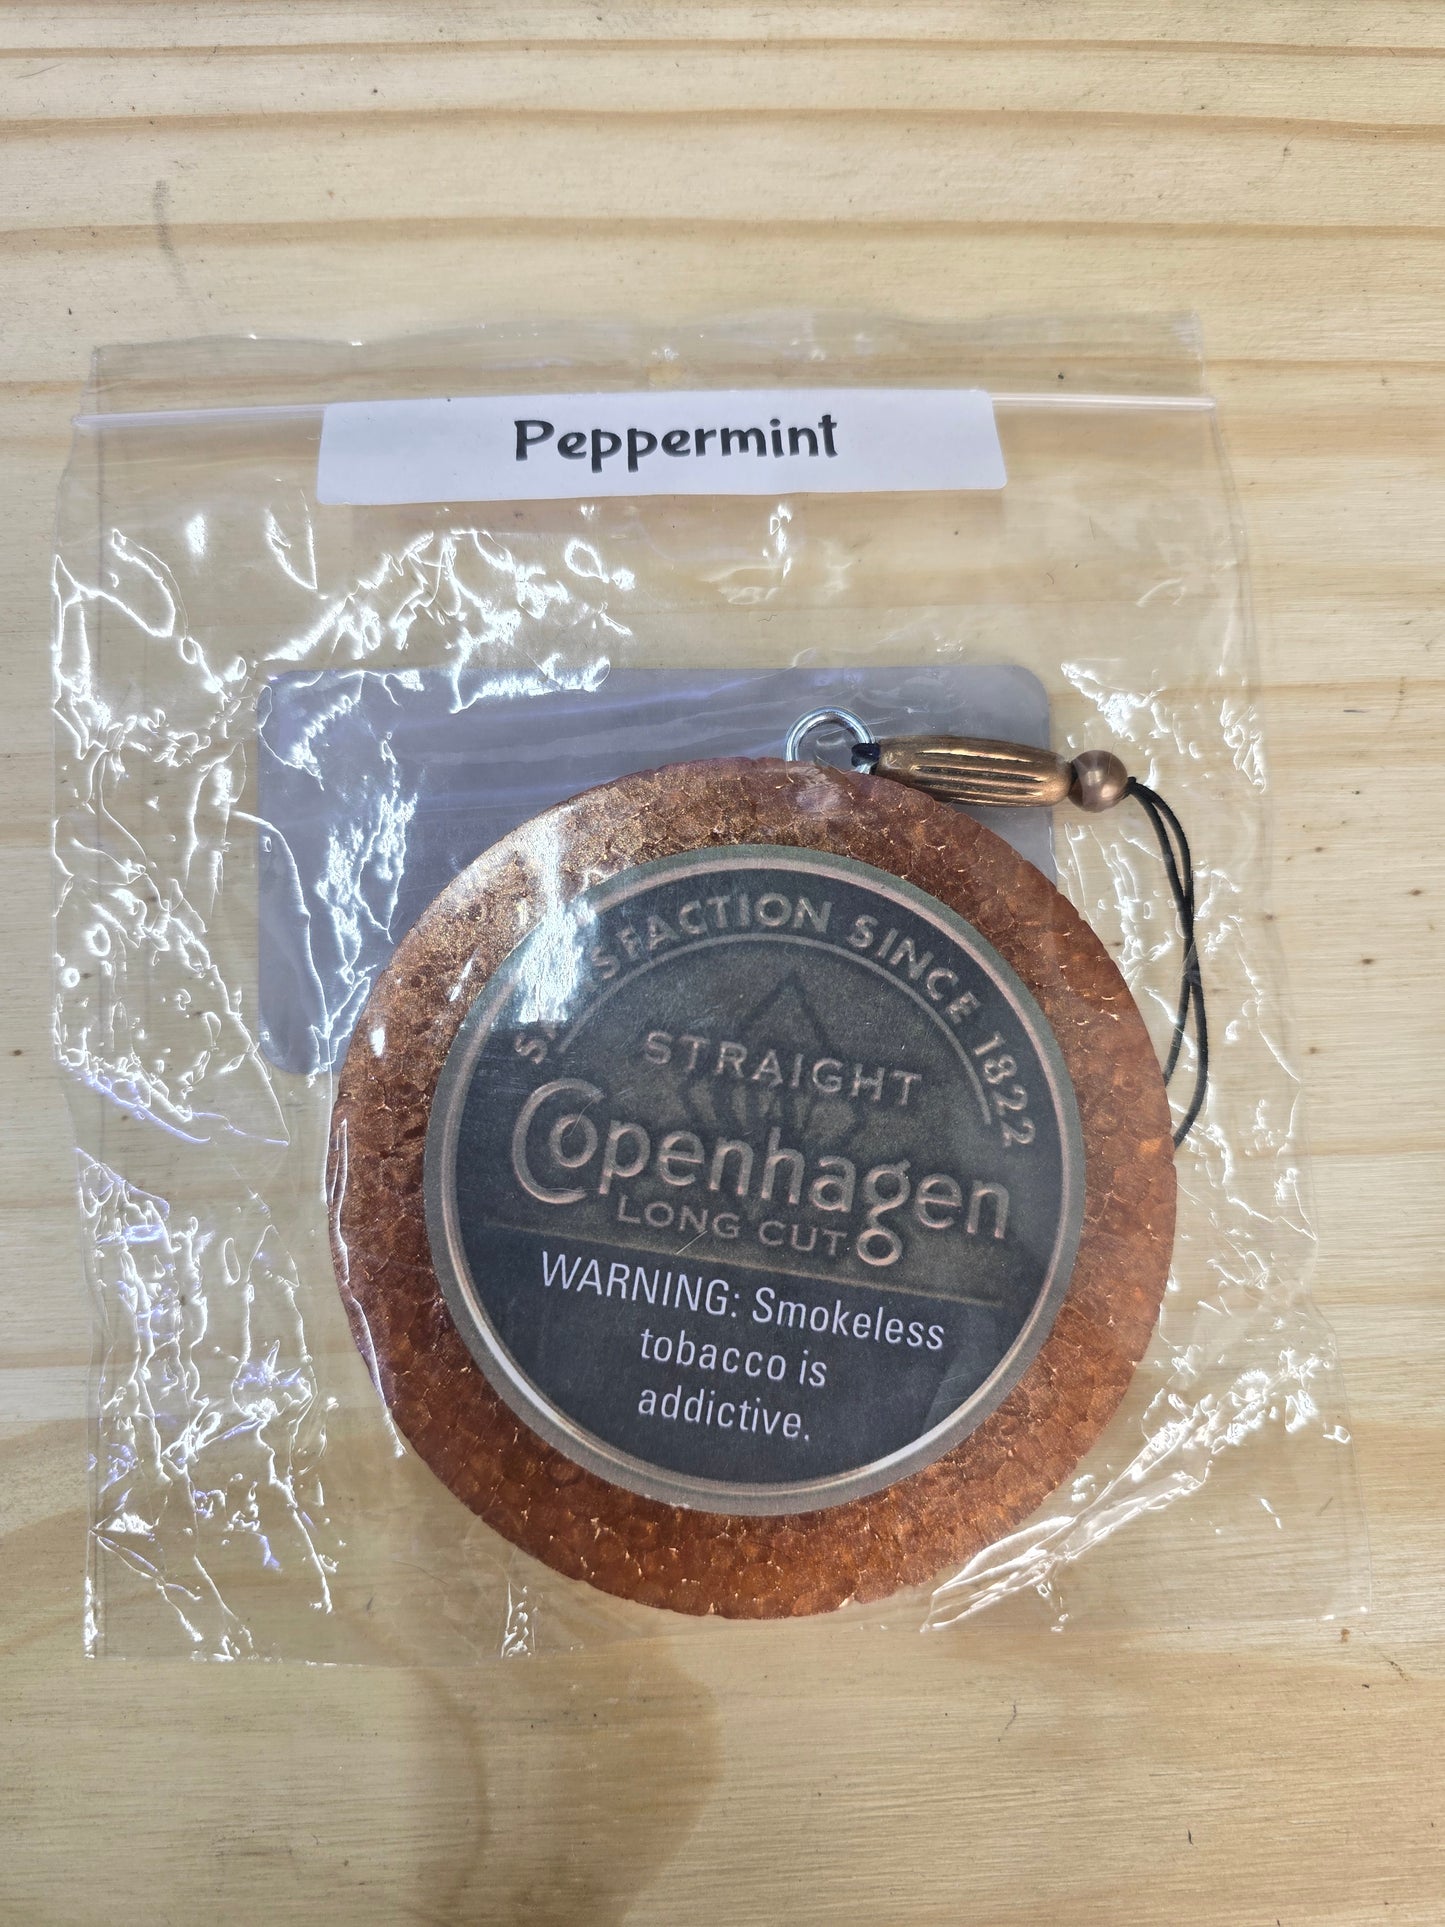 Peppermint
SATISFACTION SINCE 1822
STRAIGHT
Copenhagen
LONG CUT
WARNING: Smokeless
tobacco is
addictive.